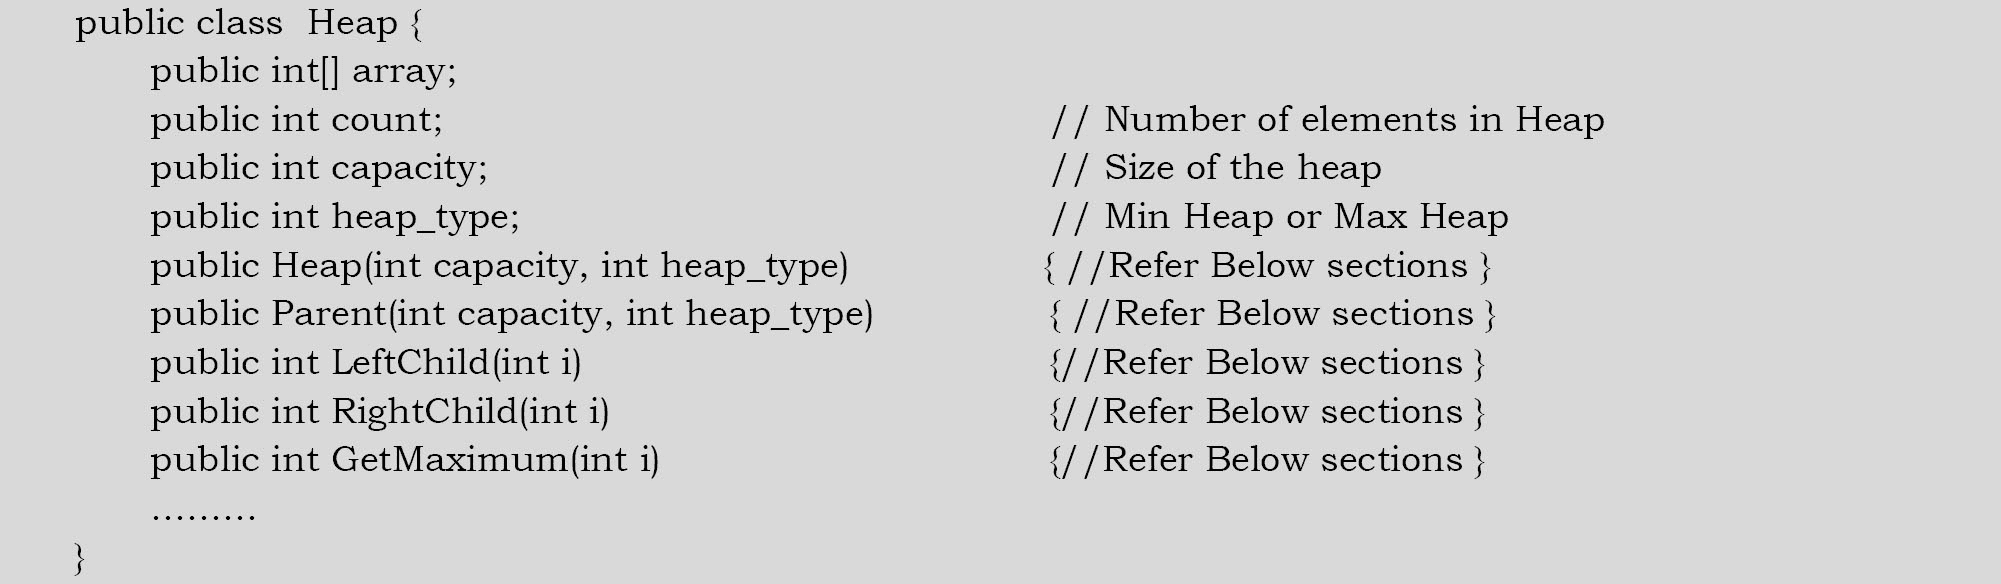 public class  Heap {
public int[] array;
public int count; // Number of elements in Heap
public int capacity; // Size of the heap
public int heap_type; // Min Heap or Max Heap
public Heap(int capacity, int heap_type) { //Refer Below sections }
public Parent(int capacity, int heap_type) { //Refer Below sections }
public int LeftChild(int i) {//Refer Below sections }
public int RightChild(int i) {//Refer Below sections }
public int GetMaximum(int i) {//Refer Below sections }
.........
}